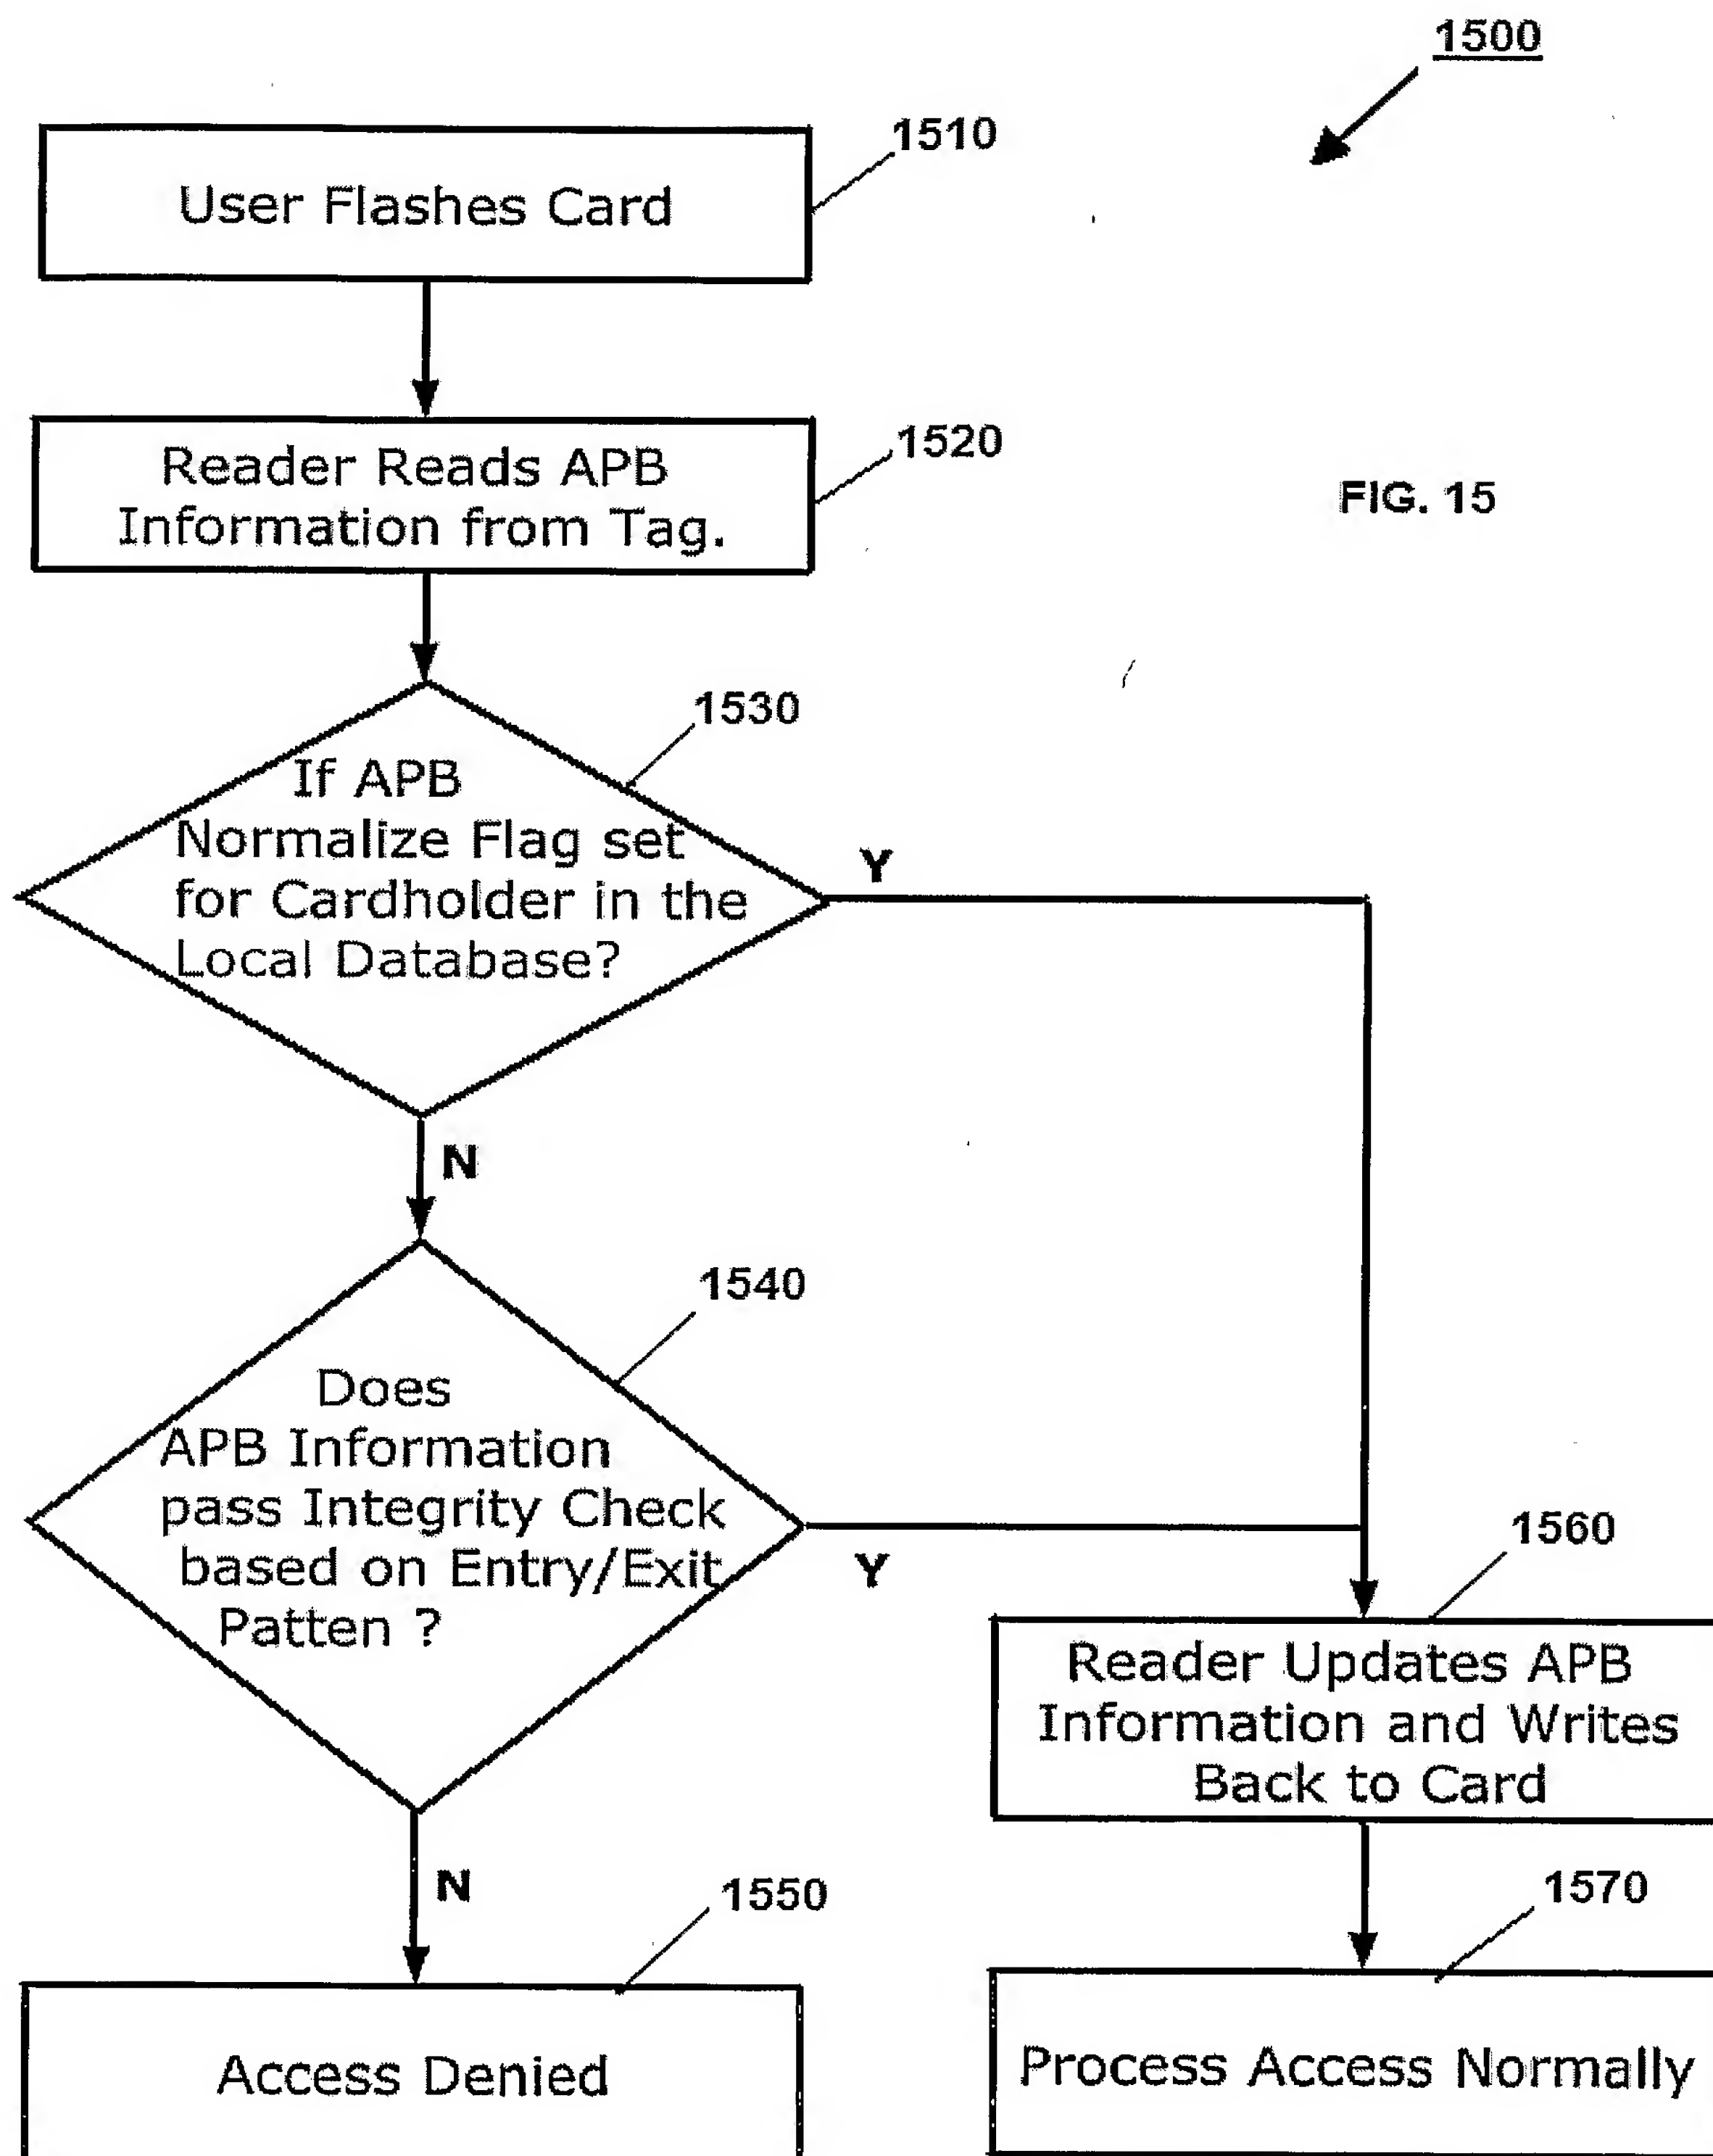 1500
1510
User Flashes Card
1520
Reader Reads APB
Information from Tag.
FIG. 15
1530
If APB
Normalize Flag set
for Cardholder in the
Local Database?
Y
N
1540
Does
APB Information
pass Integrity Check
based on Entry/Exit
Patten ?
Y
N
1560
Reader Updates APB
Information and Writes
Back to Card
1550
Access Denied
1570
Process Access Normally